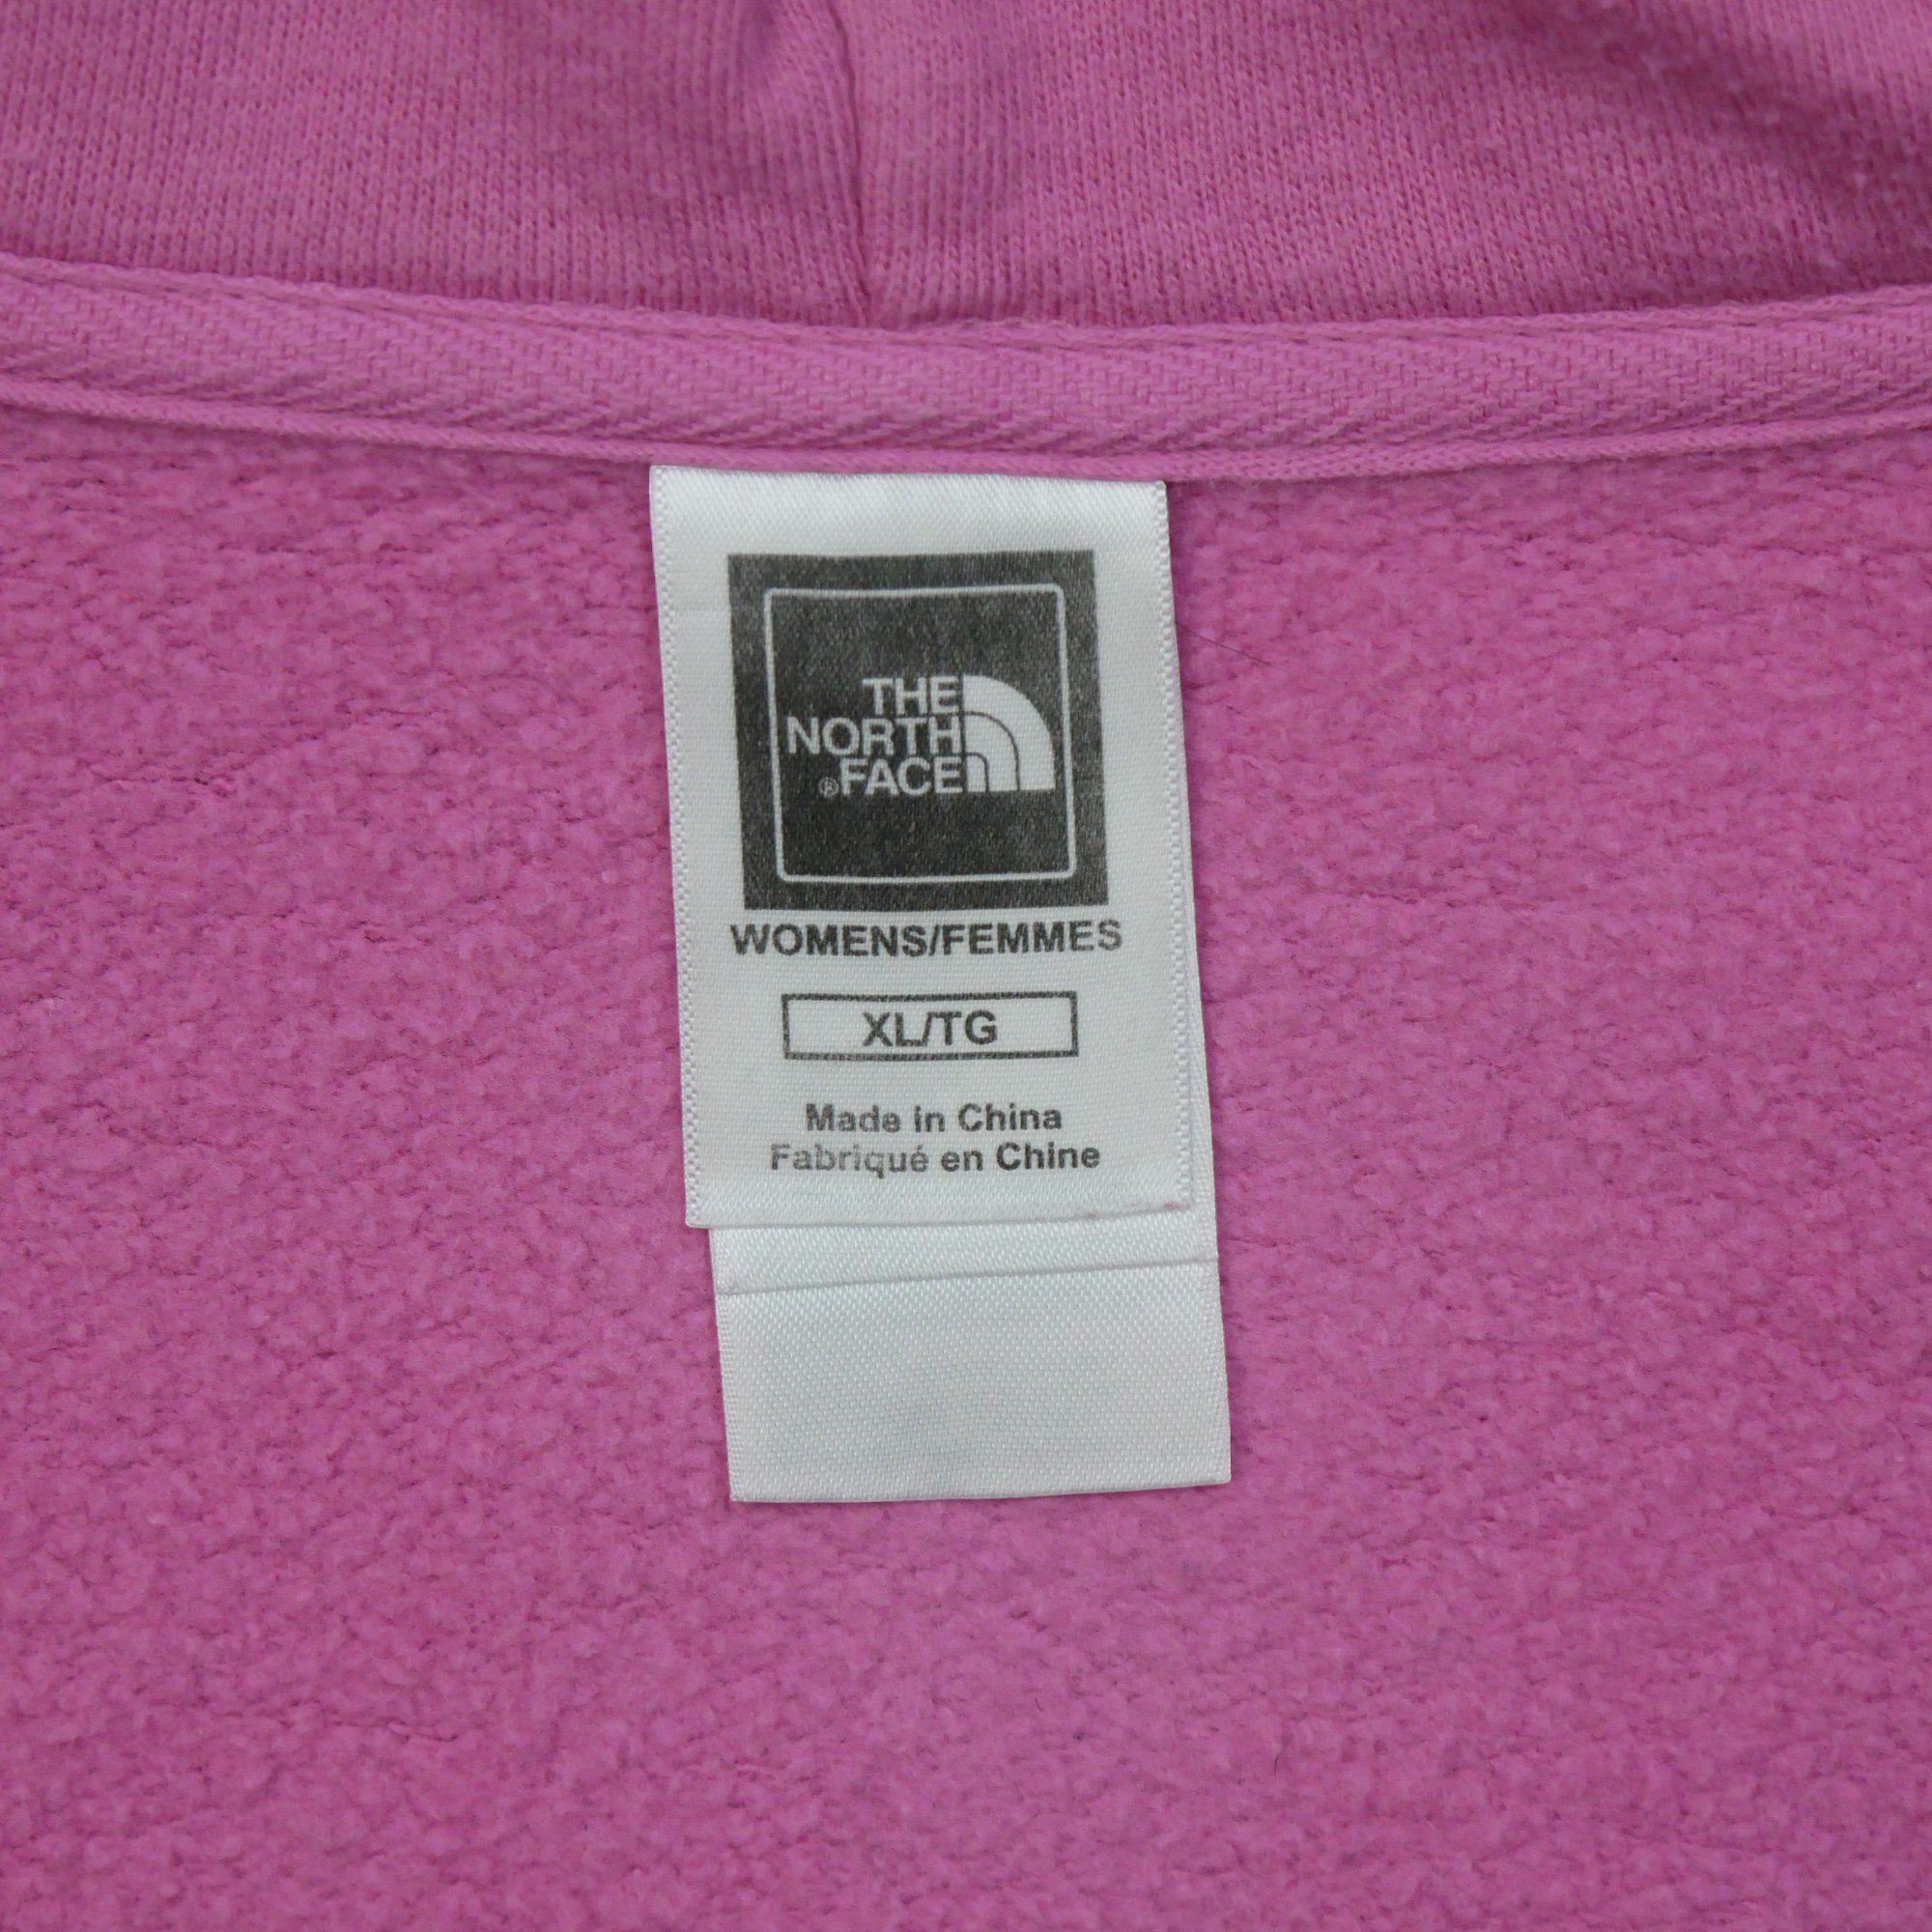 THE
NORTH
®FACE
WOMENS/FEMMES
XL/TG
Made in China
Fabriqué en Chine